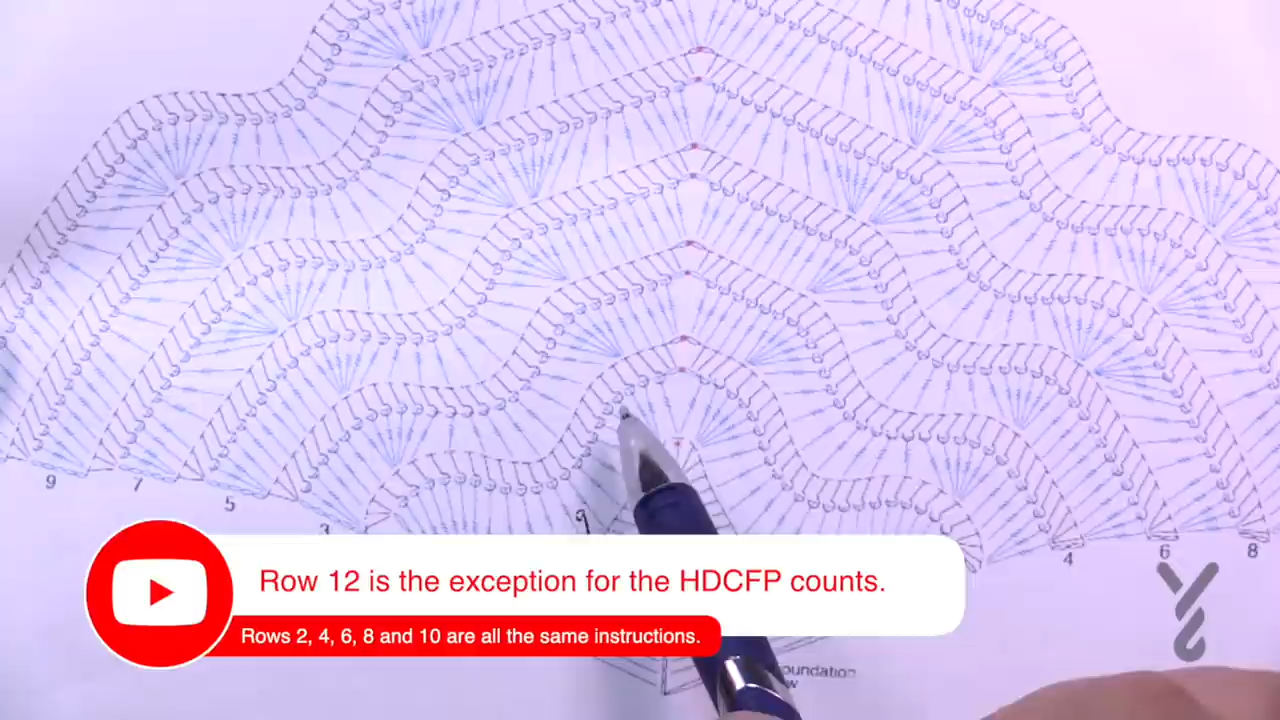 9
7
5
3
4
6
8
Row 12 is the exception for the HDCFP counts.
Rows 2, 4, 6, 8 and 10 are all the same instructions.
oundation
w